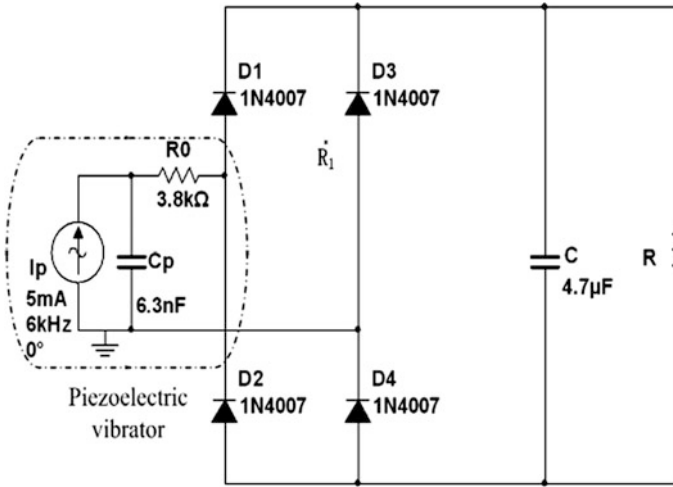 D1
1N4007
D3
1N4007
R0
3.8kΩ
Ṙ₁
Ip
5mA
6kHz
0°
Cp
6.3nF
C
4.7µF
R
D2
1N4007
D4
1N4007
Piezoelectric
vibrator